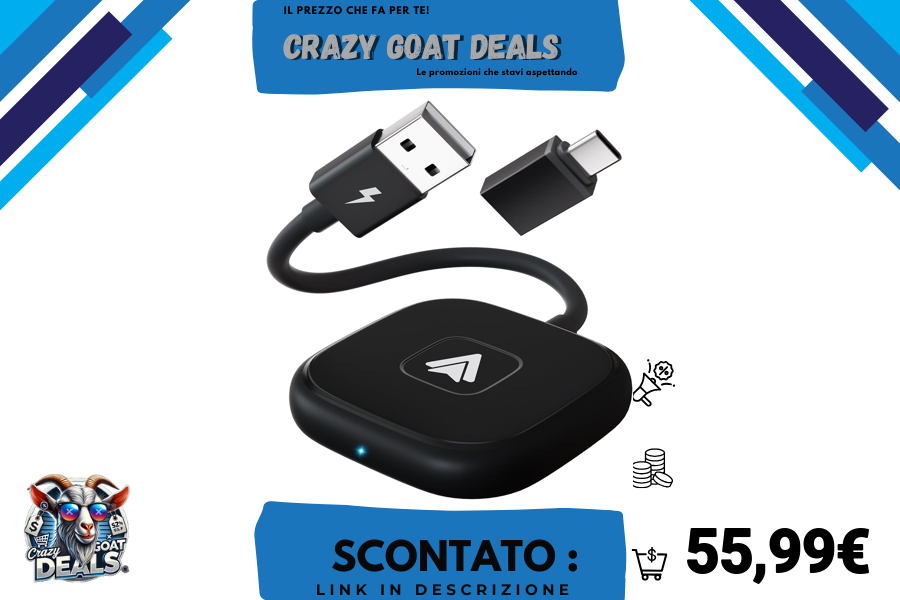 IL PREZZO CHE FA PER TE!
CRAZY GOAT DEALS
Le promozioni che stavi aspettando
$
Crazy
GOAT
DEALS
SCONTATO :
LINK IN DESCRIZIONE
55,99€